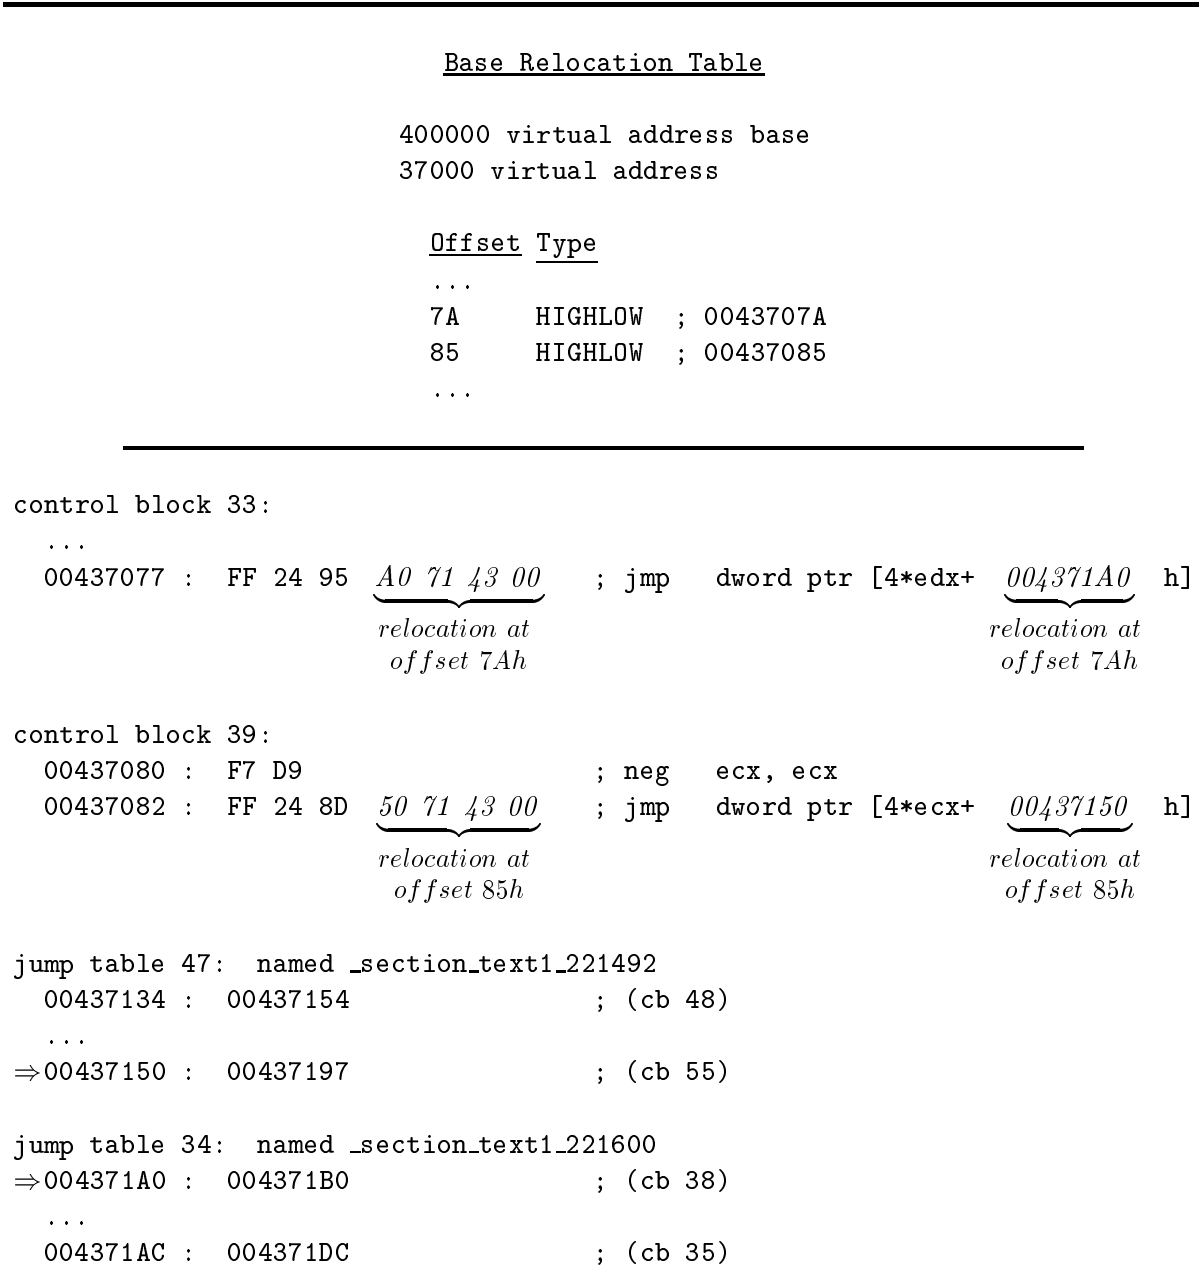 Base Relocation Table
400000 virtual address base
37000 virtual address
Offset Type
...
7A HIGHLOW ; 0043707A
85 HIGHLOW ; 00437085
...
control block 33:
...
00437077 : FF 24 95 A0 71 43 00 ; jmp dword ptr [4*edx+ 004371A0 h]
relocation at relocation at
offset 7Ah offset 7Ah
control block 39:
00437080 : F7 D9 ; neg ecx, ecx
00437082 : FF 24 8D 50 71 43 00 ; jmp dword ptr [4*ecx+ 00437150 h]
relocation at relocation at
offset 85h offset 85h
jump table 47: named _section_text1_221492
00437134 : 00437154 ; (cb 48)
...
⇒00437150 : 00437197 ; (cb 55)
jump table 34: named _section_text1_221600
⇒004371A0 : 004371B0 ; (cb 38)
...
004371AC : 004371DC ; (cb 35)